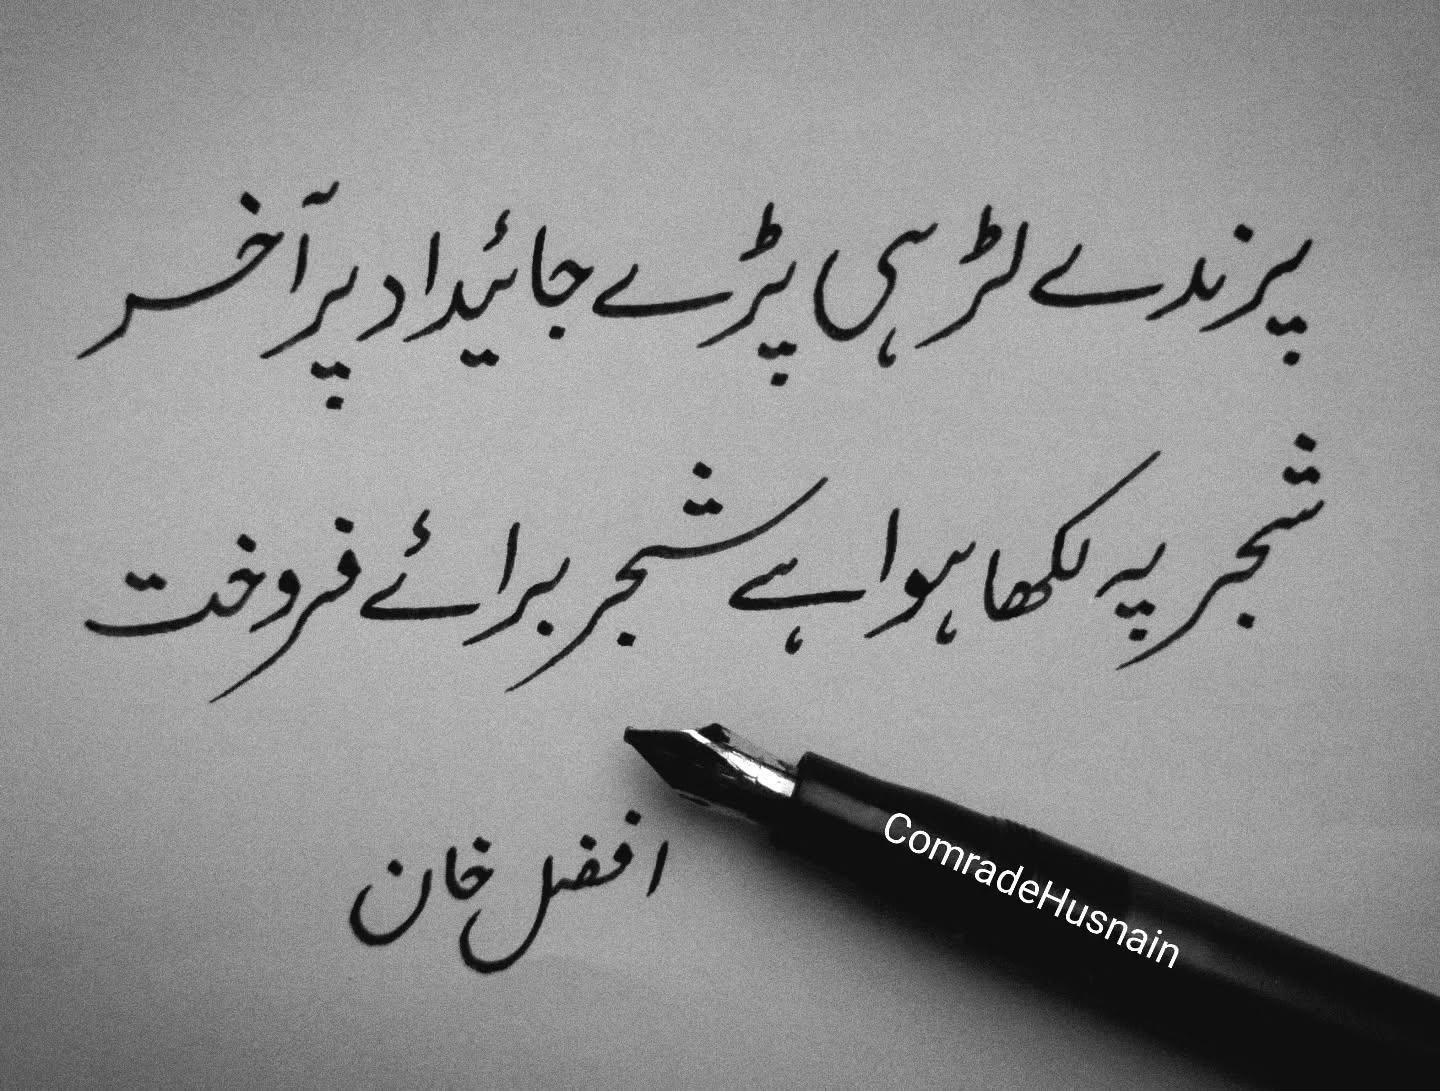 پرندے لڑ ہی پڑے جائیداد پر آخر
شجر پہ لکھا ہوا ہے شجر برائے فروخت
افضل خان
ComradeHusnain